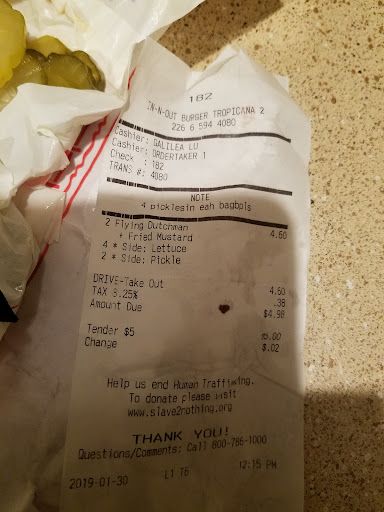 182
IN-N-OUT BURGER TROPICANA 2
226 6 594 4080
Cashier: GALILEA LU
Cashier: ORDERTAKER 1
Check : 182
TRANS #: 4080
NOTE
4 picklesin eah bagbpls
2 Flying Dutchman 4.60
+ Fried Mustard
4 * Side: Lettuce
2 * Side: Pickle
DRIVE-Take Out 4.60
TAX 8.25% .38
Amount Due $4.98
Tender $5 5.00
Change $.02
Help us end Human Traffiking.
To donate please visit
www.slave2nothing.org
THANK YOU!
Questions/Comments: Call 800-786-1000
2019-01-30 L1 T6 12:15 PM